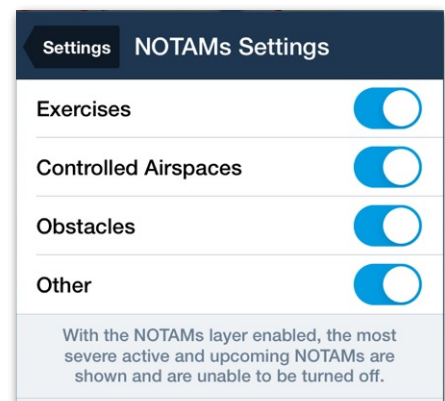 Settings NOTAMs Settings
Exercises
Controlled Airspaces
Obstacles
Other
With the NOTAMs layer enabled, the most
severe active and upcoming NOTAMs are
shown and are unable to be turned off.